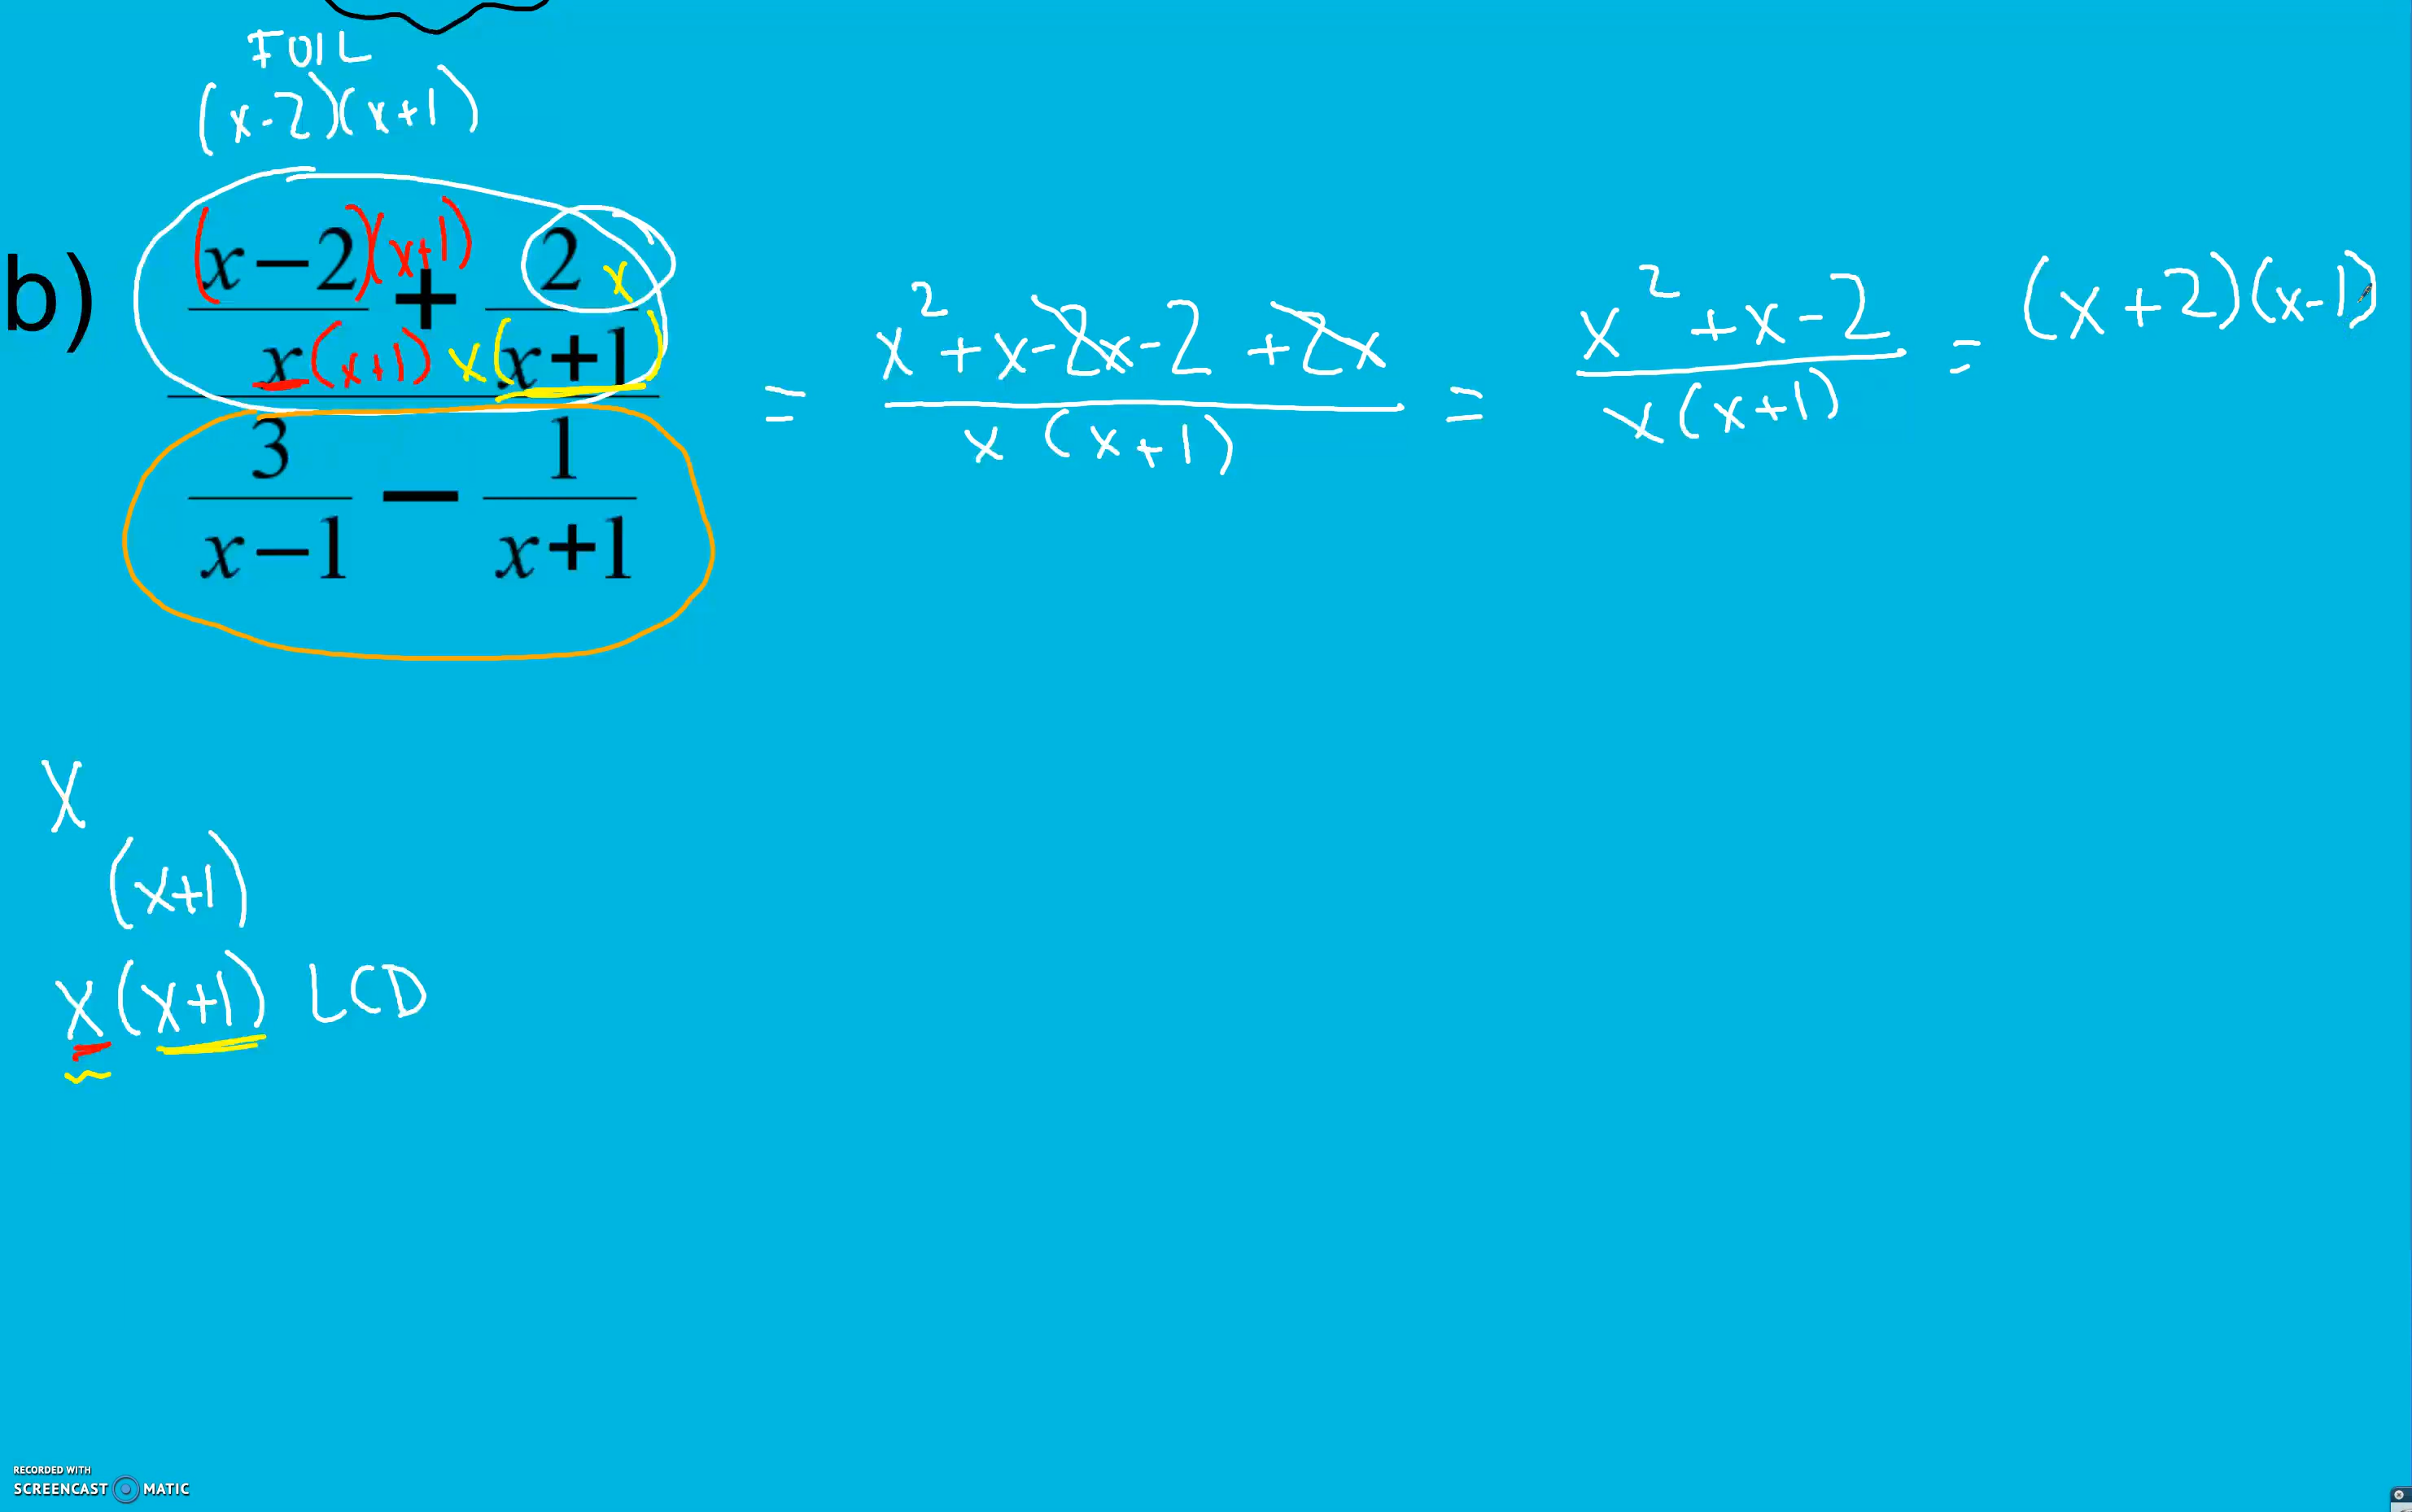 FOIL
(x-2)(x+1)
b)
(x-2)(x+1) + 2x
x(x+1) x(x+1)
3 - 1
x-1 x+1
= x²+x-2x-2+2x
x(x+1)
= x²+x-2
x(x+1)
= (x+2)(x-1)
x
(x+1)
x(x+1) LCD
RECORDED WITH
SCREENCAST MATIC